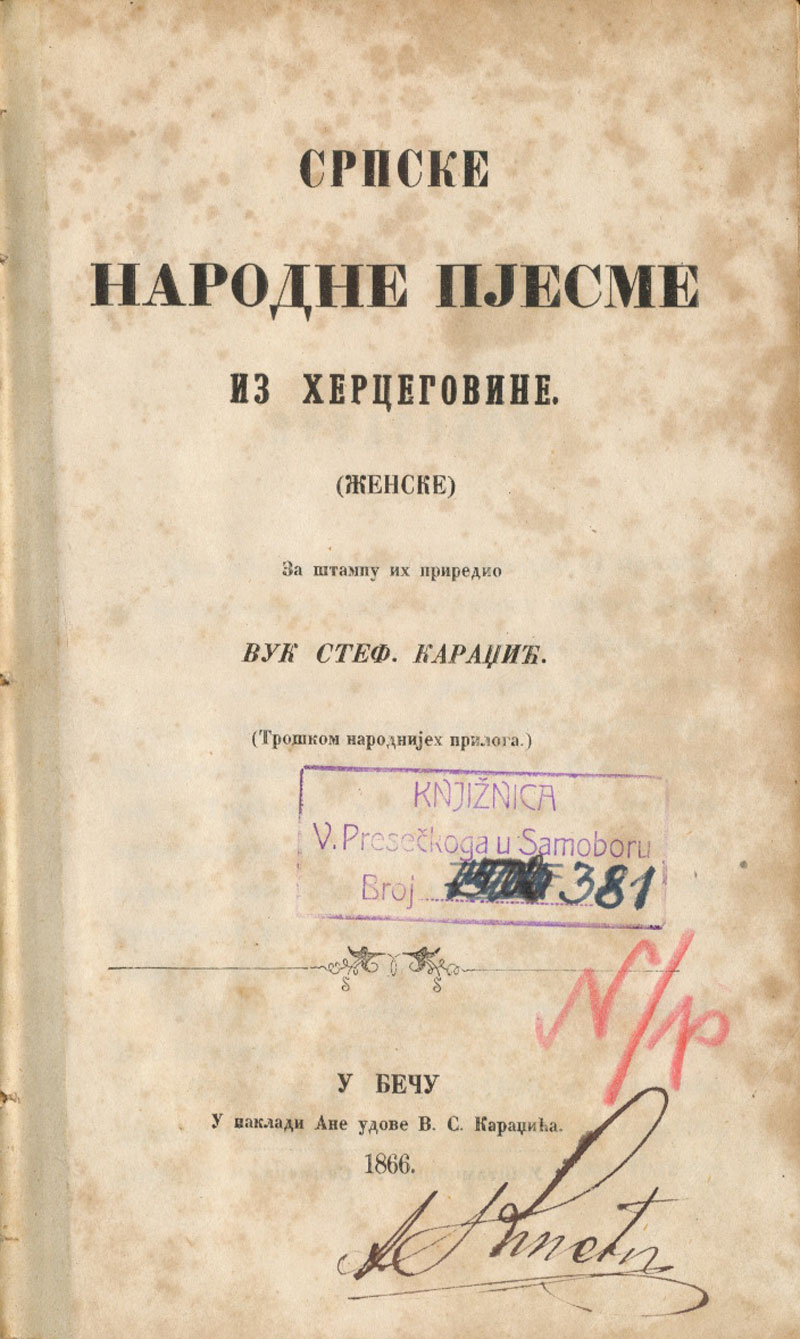 СРПСКЕ
НАРОДНЕ ПЈЕСМЕ
ИЗ ХЕРЦЕГОВИНЕ.
(ЖЕНСКЕ)
За штампу их приредио
ВУК СТЕФ. КАРАЏИЋ.
(Трошком народнијех прилога.)
KNJIŽNICA
V. Presečkoga u Samoboru
Broj 381
N/p
У БЕЧУ
У наклади Ане удове В. С. Караџића.
1866.